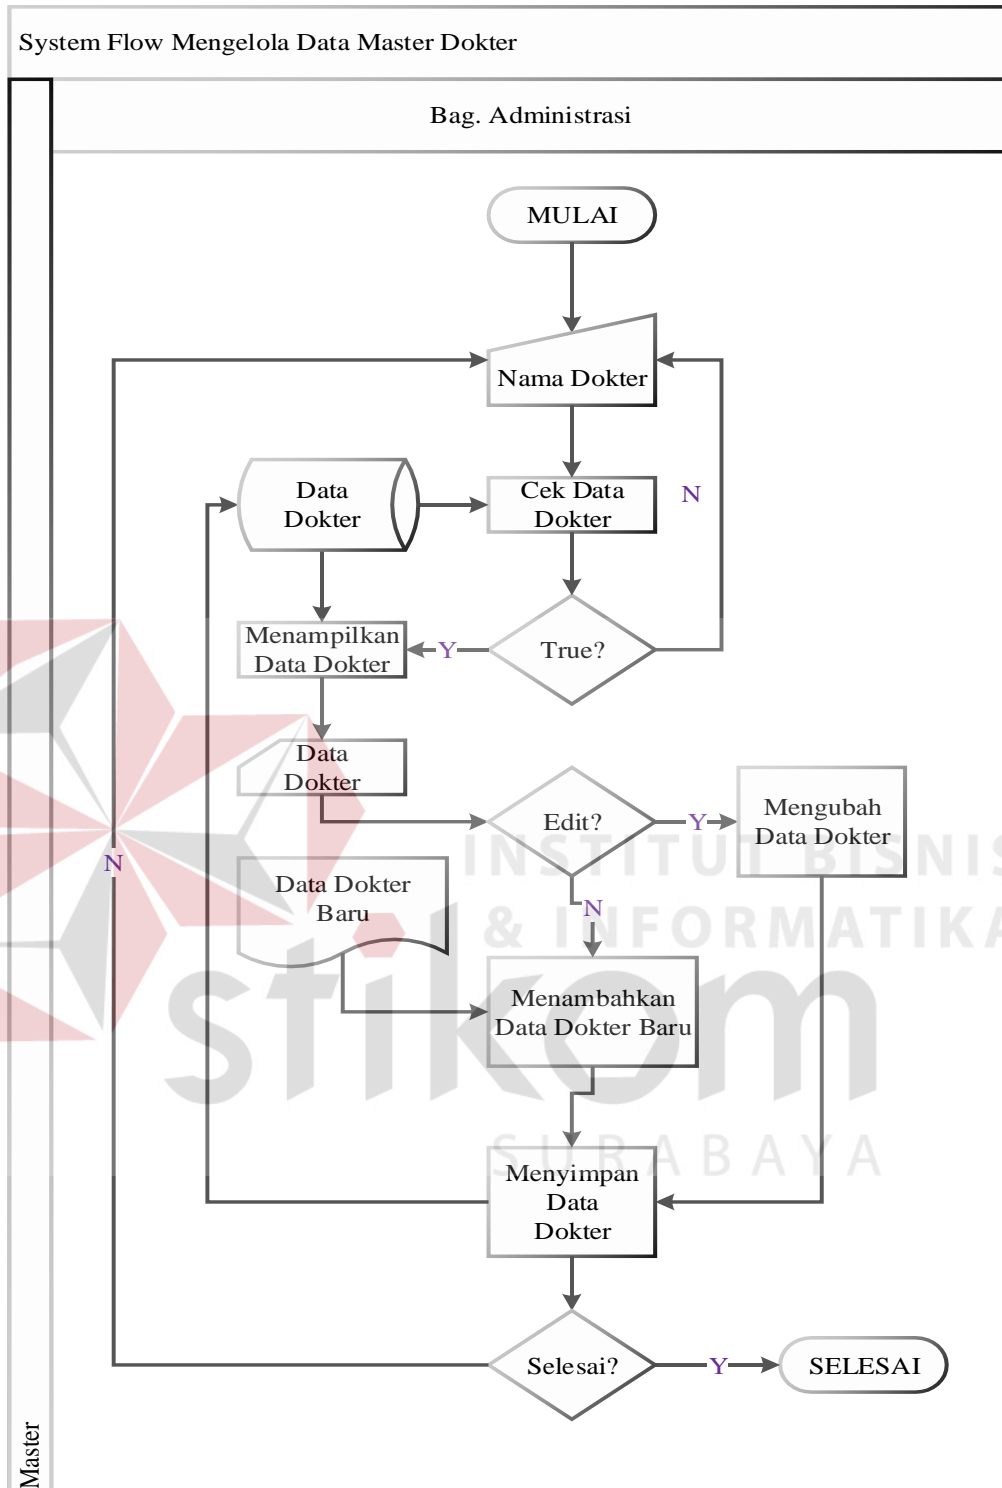 System Flow Mengelola Data Master Dokter
Bag. Administrasi
MULAI
Nama Dokter
Data
Dokter
Cek Data
Dokter
N
Menampilkan
Data Dokter
Y
True?
Data
Dokter
Edit?
Y
Mengubah
Data Dokter
N
Data Dokter
Baru
N
Menambahkan
Data Dokter Baru
Menyimpan
Data
Dokter
Selesai?
Y
SELESAI
Master
INSTITUT BISNIS
& INFORMATIKA
stikom
SURABAYA